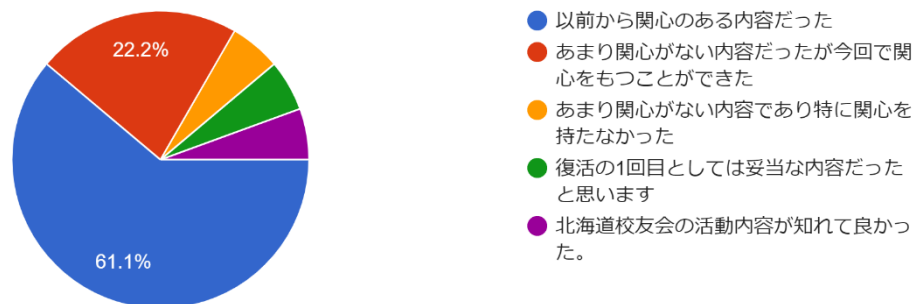 22.2%
61.1%
以前から関心のある内容だった
あまり関心がない内容だったが今回で関
心をもつことができた
あまり関心がない内容であり特に関心を
持たなかった
復活の1回目としては妥当な内容だった
と思います
北海道校友会の活動内容が知れて良かっ
た。